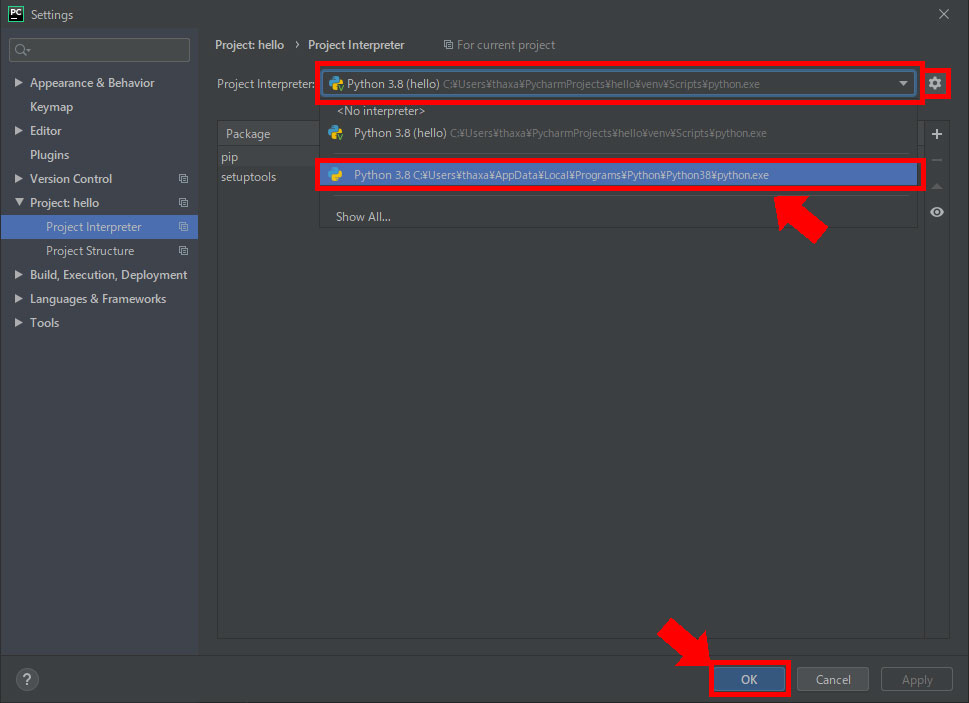 PC Settings
Project: hello › Project Interpreter For current project
Appearance & Behavior
Keymap
Editor
Plugins
Version Control
Project: hello
Project Interpreter
Project Structure
Build, Execution, Deployment
Languages & Frameworks
Tools
Project Interpreter: Python 3.8 (hello) C:¥Users¥thaxa¥PycharmProjects¥hello¥venv¥Scripts¥python.exe
<No interpreter>
Python 3.8 (hello) C:¥Users¥thaxa¥PycharmProjects¥hello¥venv¥Scripts¥python.exe
Python 3.8 C:¥Users¥thaxa¥AppData¥Local¥Programs¥Python¥Python38¥python.exe
Show All...
Package
pip
setuptools
? OK Cancel Apply